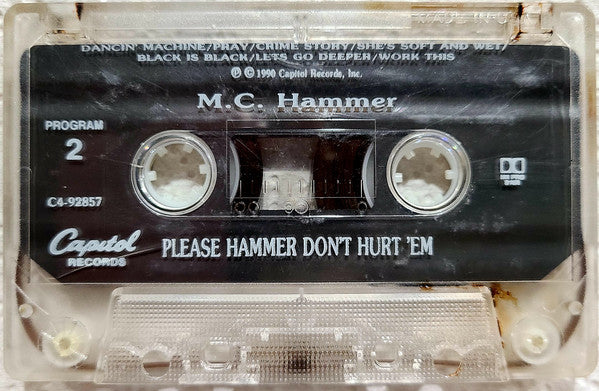 DANCIN' MACHINE/PRAY/CRIME STORY/SHE'S SOFT AND WET/
BLACK IS BLACK/LETS GO DEEPER/WORK THIS
℗ © 1990 Capitol Records, Inc.
M.C. Hammer
PROGRAM
2
C4-92857
Capitol
RECORDS
PLEASE HAMMER DON'T HURT 'EM